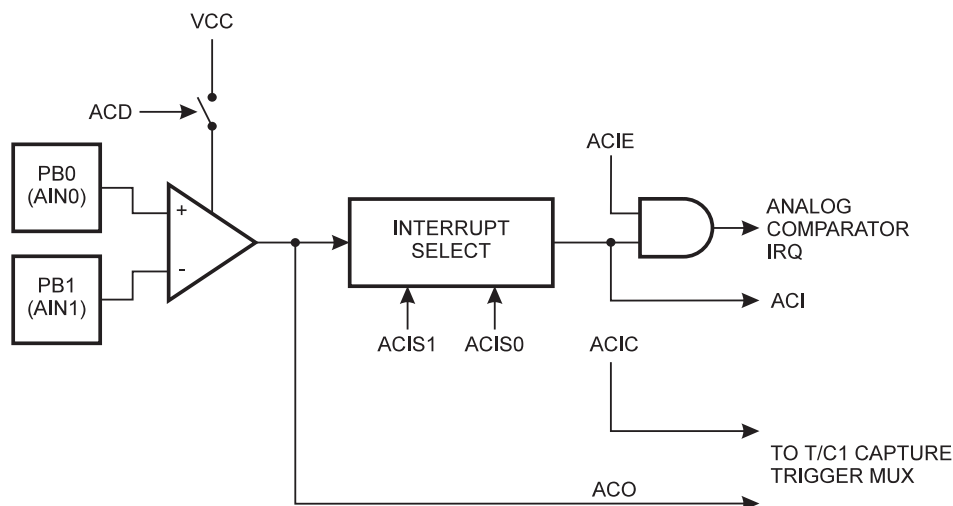 VCC
ACD
PB0
(AIN0)
+
PB1
(AIN1)
-
INTERRUPT
SELECT
ACIS1
ACIS0
ACIE
ANALOG
COMPARATOR
IRQ
ACI
ACIC
TO T/C1 CAPTURE
TRIGGER MUX
ACO